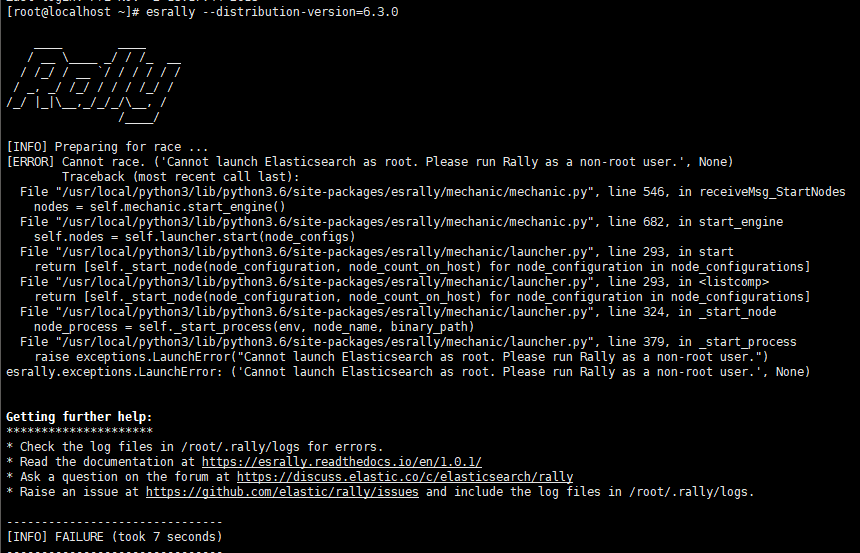 [root@localhost ~]# esrally --distribution-version=6.3.0
    ____        ____
   / __ \____ _/ / /_  __
  / /_/ / __ `/ / / / / /
 / _, _/ /_/ / / / /_/ /
/_/ |_|\__,_/_/_/\__, /
                /____/
[INFO] Preparing for race ...
[ERROR] Cannot race. ('Cannot launch Elasticsearch as root. Please run Rally as a non-root user.', None)
        Traceback (most recent call last):
  File "/usr/local/python3/lib/python3.6/site-packages/esrally/mechanic/mechanic.py", line 546, in receiveMsg_StartNodes
    nodes = self.mechanic.start_engine()
  File "/usr/local/python3/lib/python3.6/site-packages/esrally/mechanic/mechanic.py", line 682, in start_engine
    self.nodes = self.launcher.start(node_configs)
  File "/usr/local/python3/lib/python3.6/site-packages/esrally/mechanic/launcher.py", line 293, in start
    return [self._start_node(node_configuration, node_count_on_host) for node_configuration in node_configurations]
  File "/usr/local/python3/lib/python3.6/site-packages/esrally/mechanic/launcher.py", line 293, in <listcomp>
    return [self._start_node(node_configuration, node_count_on_host) for node_configuration in node_configurations]
  File "/usr/local/python3/lib/python3.6/site-packages/esrally/mechanic/launcher.py", line 324, in _start_node
    node_process = self._start_process(env, node_name, binary_path)
  File "/usr/local/python3/lib/python3.6/site-packages/esrally/mechanic/launcher.py", line 379, in _start_process
    raise exceptions.LaunchError("Cannot launch Elasticsearch as root. Please run Rally as a non-root user.")
esrally.exceptions.LaunchError: ('Cannot launch Elasticsearch as root. Please run Rally as a non-root user.', None)
Getting further help:
*********************
* Check the log files in /root/.rally/logs for errors.
* Read the documentation at https://esrally.readthedocs.io/en/1.0.1/
* Ask a question on the forum at https://discuss.elastic.co/c/elasticsearch/rally
* Raise an issue at https://github.com/elastic/rally/issues and include the log files in /root/.rally/logs.
-------------------------------
[INFO] FAILURE (took 7 seconds)
-------------------------------